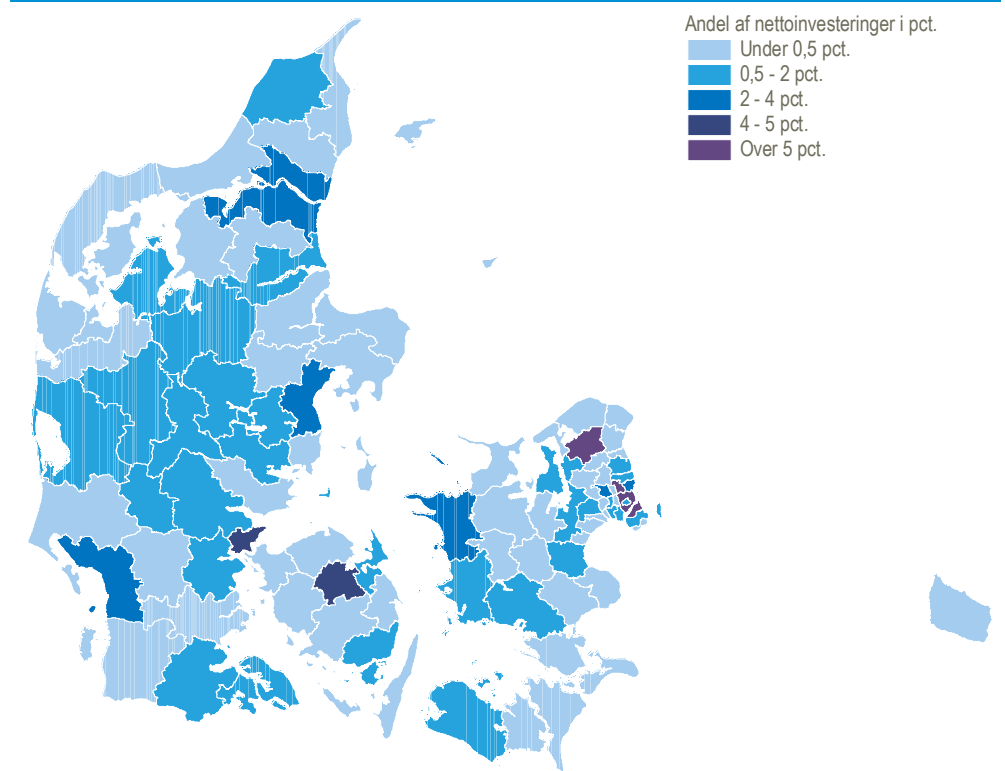 Andel af nettoinvesteringer i pct.
Under 0,5 pct.
0,5 - 2 pct.
2 - 4 pct.
4 - 5 pct.
Over 5 pct.